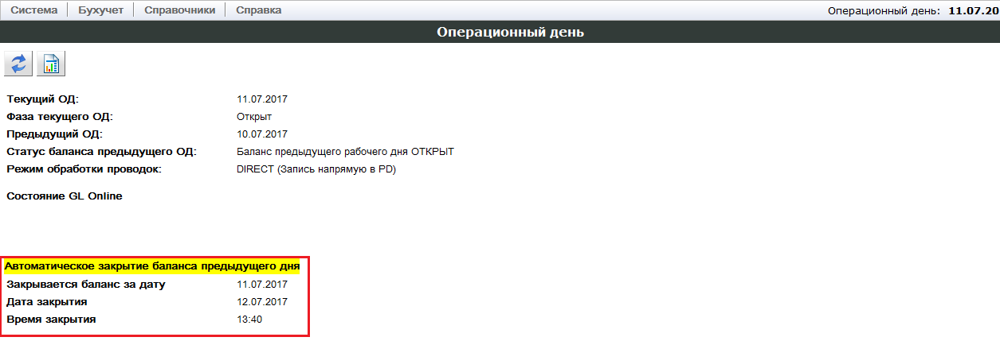 Система Бухучет Справочники Справка Операционный день: 11.07.20
Операционный день
Текущий ОД: 11.07.2017
Фаза текущего ОД: Открыт
Предыдущий ОД: 10.07.2017
Статус баланса предыдущего ОД: Баланс предыдущего рабочего дня ОТКРЫТ
Режим обработки проводок: DIRECT (Запись напрямую в PD)
Состояние GL Online
Автоматическое закрытие баланса предыдущего дня
Закрывается баланс за дату 11.07.2017
Дата закрытия 12.07.2017
Время закрытия 13:40